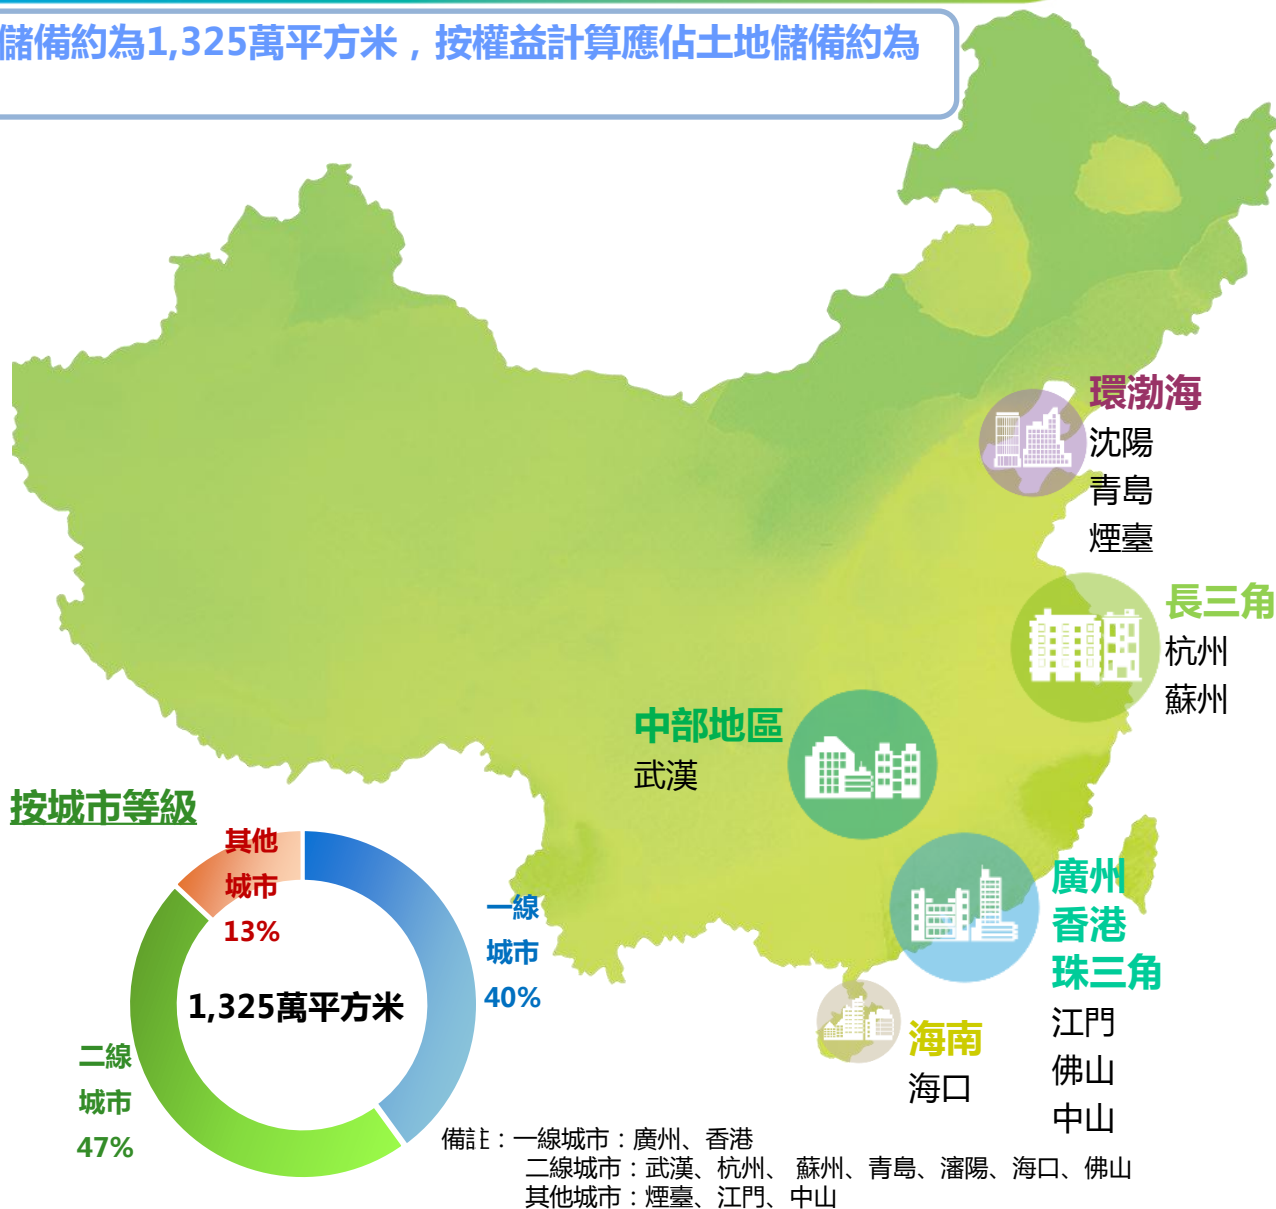 儲備約為1,325萬平方米，按權益計算應佔土地儲備約為
環渤海
沈陽
青島
煙臺
長三角
杭州
蘇州
中部地區
武漢
廣州
香港
珠三角
江門
佛山
中山
海南
海口
按城市等級
其他
城市
13%
一線
城市
40%
1,325萬平方米
二線
城市
47%
備註：一線城市：廣州、香港
二線城市：武漢、杭州、 蘇州、青島、瀋陽、海口、佛山
其他城市：煙臺、江門、中山